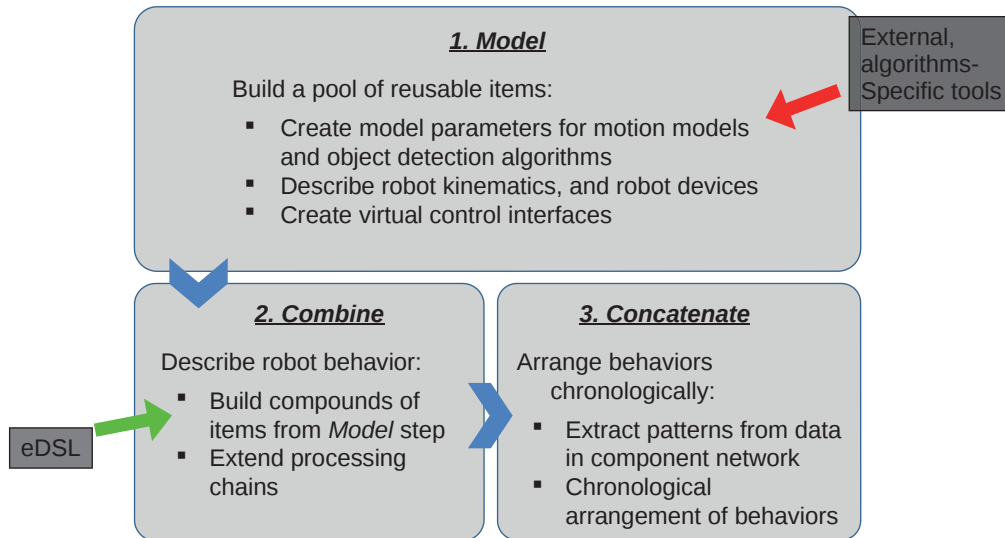 1. Model
External,
algorithms-
Specific tools
Build a pool of reusable items:
▪ Create model parameters for motion models
and object detection algorithms
▪ Describe robot kinematics, and robot devices
▪ Create virtual control interfaces
2. Combine
Describe robot behavior:
▪ Build compounds of
items from Model step
▪ Extend processing
chains
eDSL
3. Concatenate
Arrange behaviors
chronologically:
▪ Extract patterns from data
in component network
▪ Chronological
arrangement of behaviors